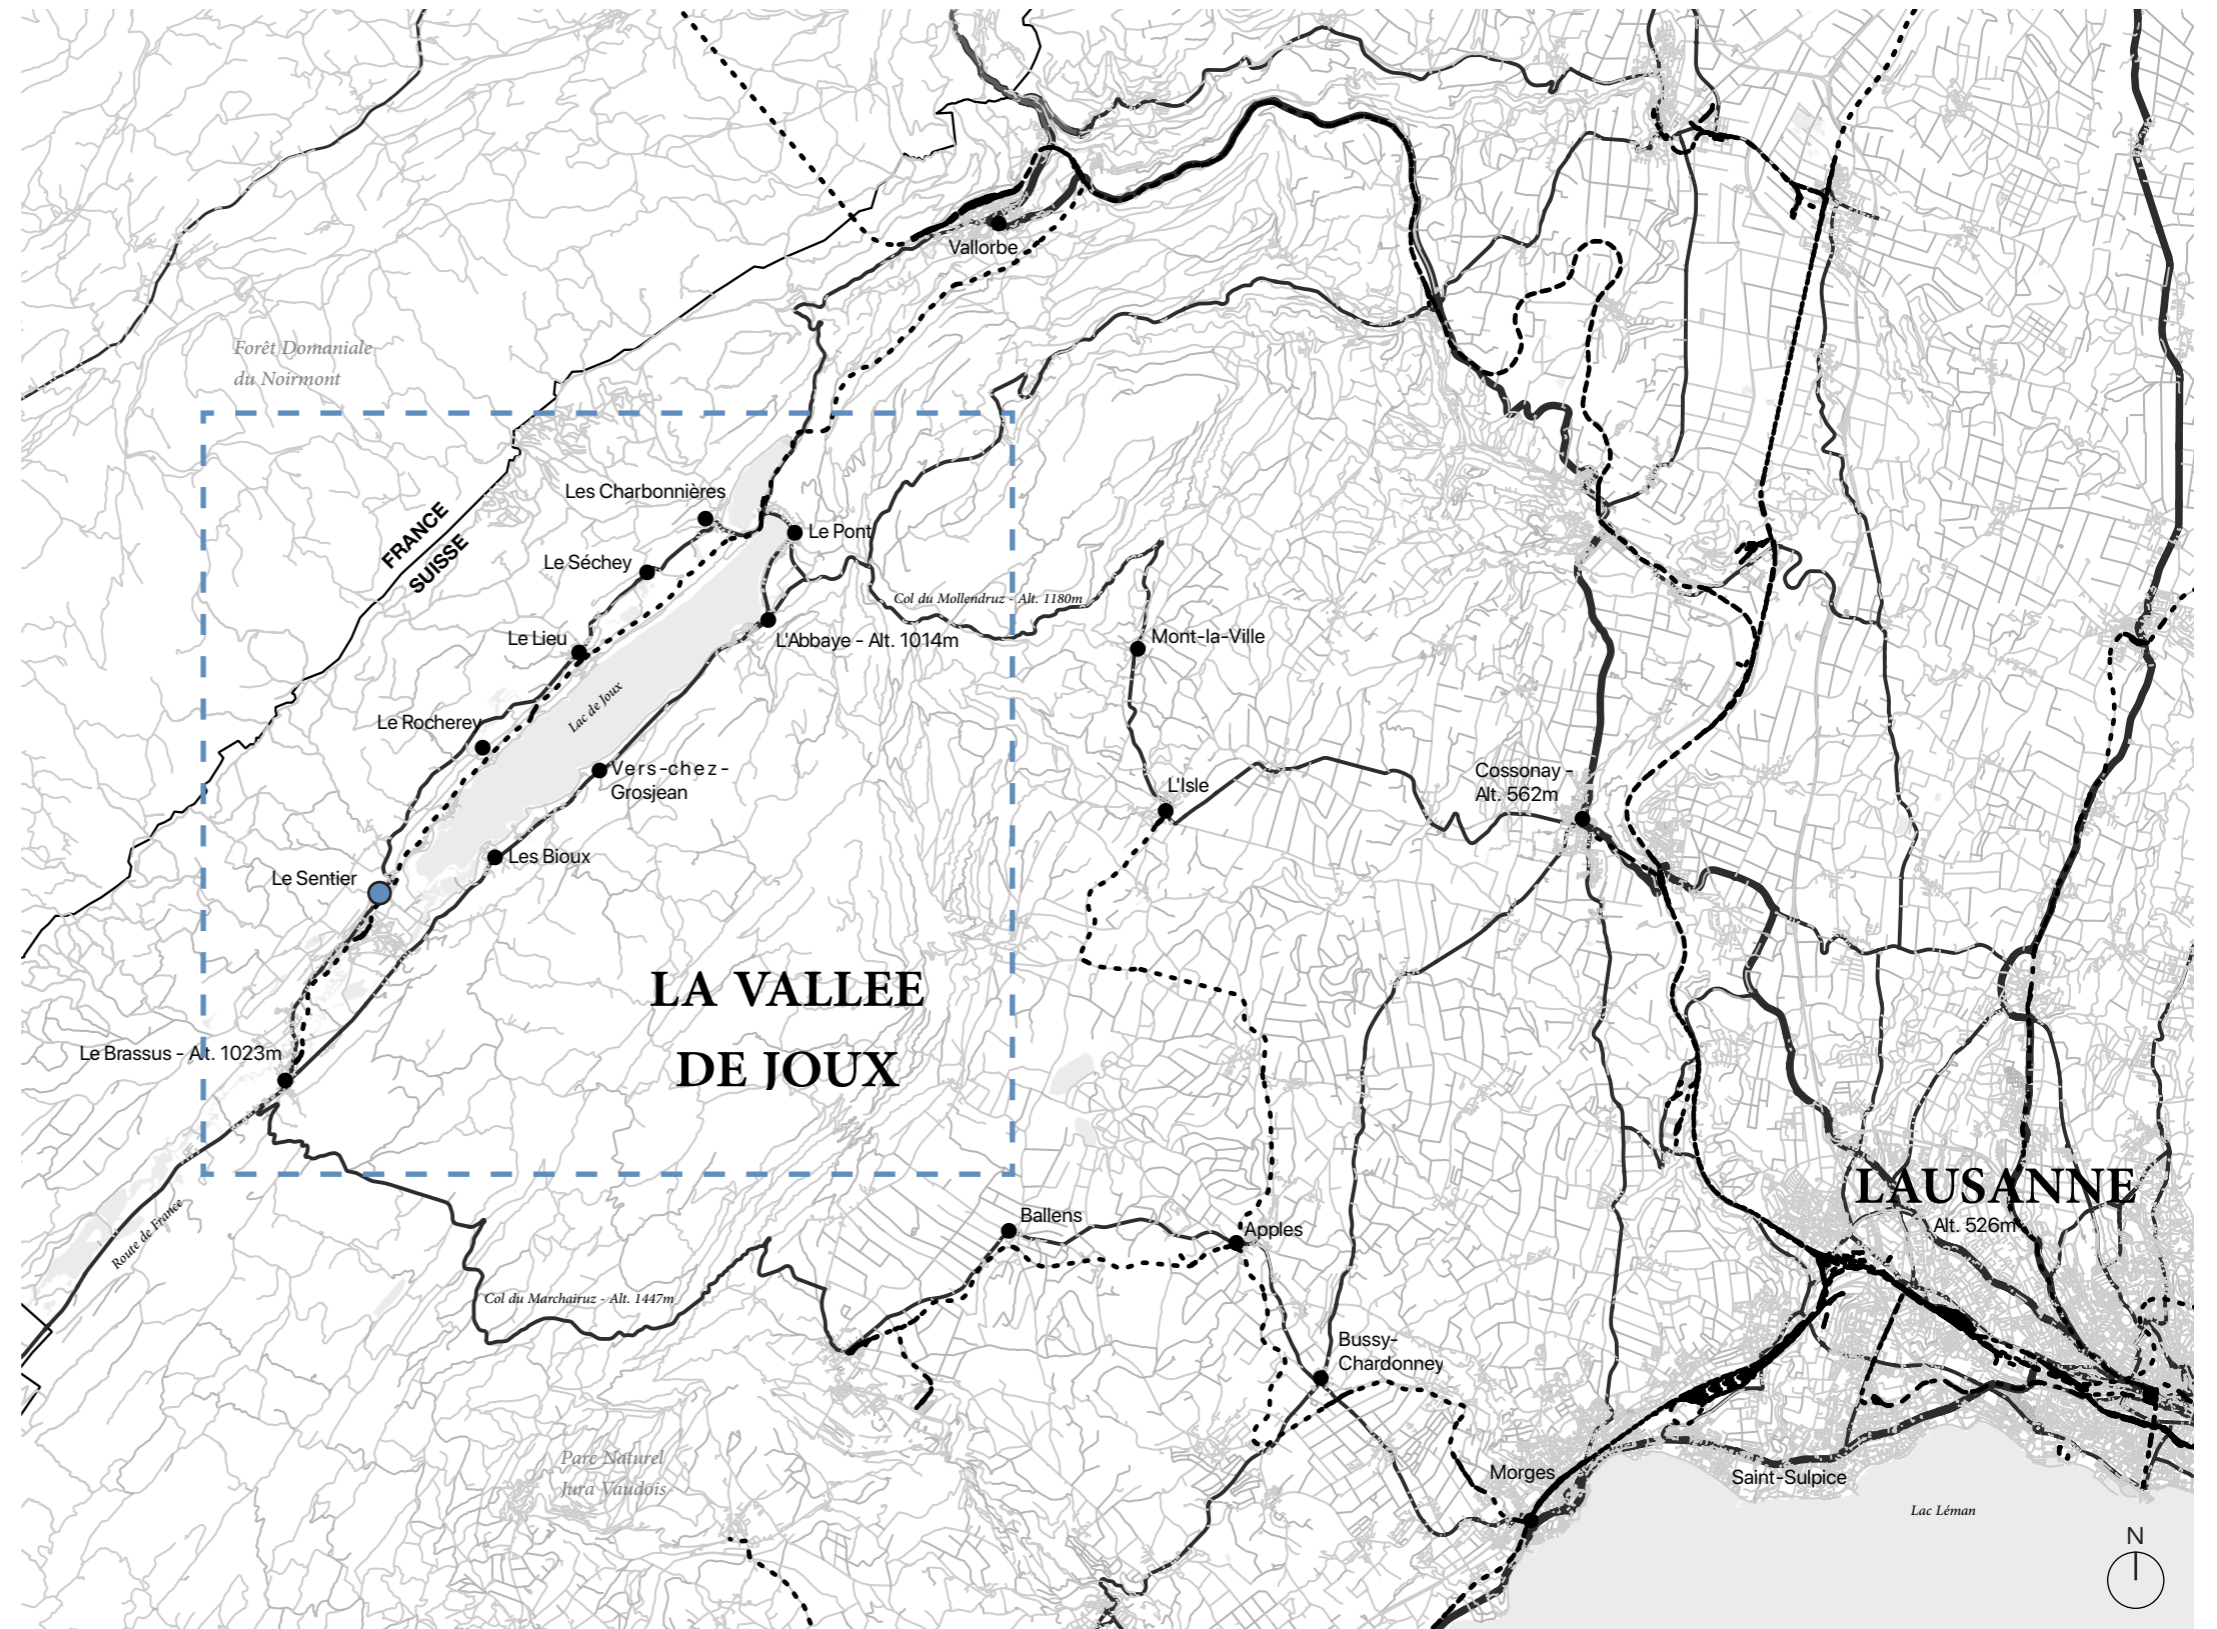 Vallorbe
Forêt Domaniale
du Noirmont
Les Charbonnières
FRANCE
SUISSE
Le Pont
Le Séchey
Col du Mollendruz - Alt. 1180m
Le Lieu
L'Abbaye - Alt. 1014m
Mont-la-Ville
Lac de Joux
Le Rocherey
Vers-chez-
Grosjean
L'Isle
Cossonay -
Alt. 562m
Les Bioux
Le Sentier
LA VALLEE
DE JOUX
Le Brassus - Alt. 1023m
LAUSANNE
Alt. 526m
Route de France
Ballens
Apples
Col du Marchairuz - Alt. 1447m
Bussy-
Chardonney
Parc Naturel
Jura Vaudois
Morges
Saint-Sulpice
Lac Léman
N